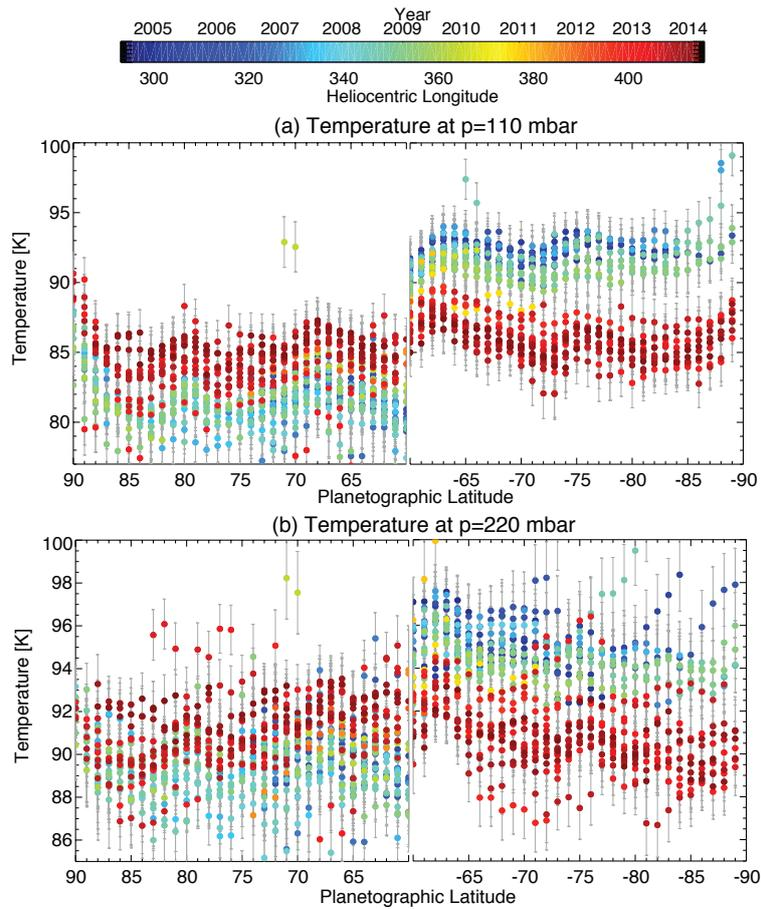 Year
2005 2006 2007 2008 2009 2010 2011 2012 2013 2014
300 320 340 360 380 400
Heliocentric Longitude
(a) Temperature at p=110 mbar
Temperature [K]
100
95
90
85
80
90 85 80 75 70 65 -65 -70 -75 -80 -85 -90
Planetographic Latitude
(b) Temperature at p=220 mbar
Temperature [K]
100
98
96
94
92
90
88
86
90 85 80 75 70 65 -65 -70 -75 -80 -85 -90
Planetographic Latitude